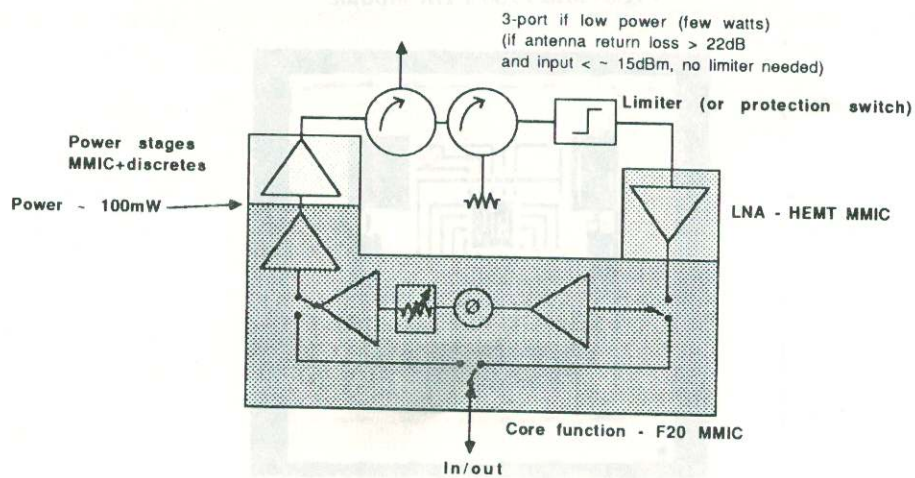 3-port if low power (few watts)
(if antenna return loss > 22dB
and input < ~ 15dBm, no limiter needed)
Limiter (or protection switch)
Power stages
MMIC+discretes
Power ~ 100mW
LNA - HEMT MMIC
Ø
Core function - F20 MMIC
In/out